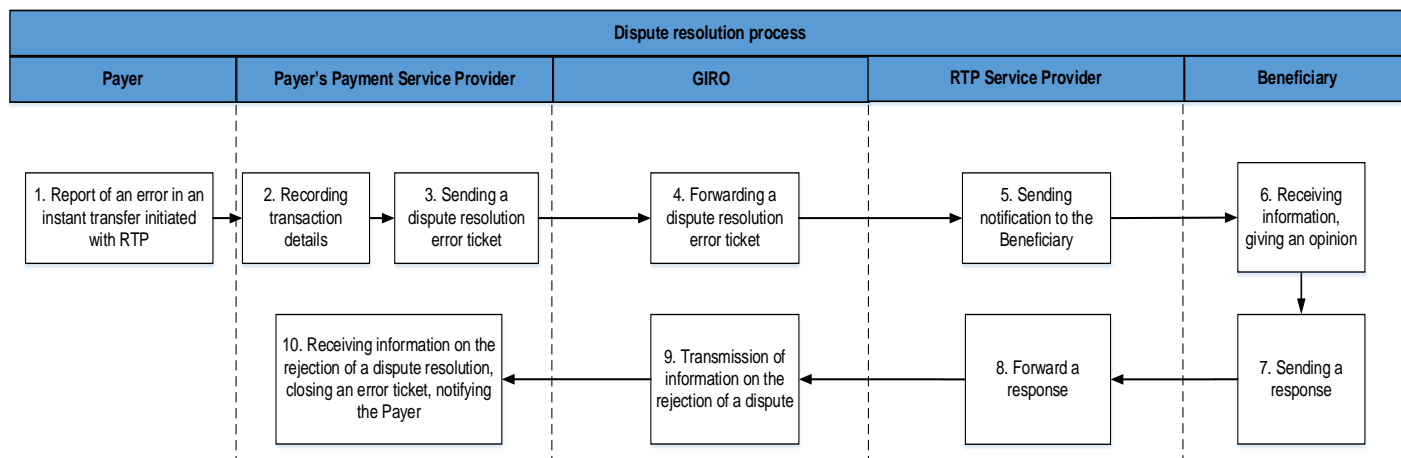 Dispute resolution process
Payer
Payer's Payment Service Provider
GIRO
RTP Service Provider
Beneficiary
1. Report of an error in an
instant transfer initiated
with RTP
2. Recording
transaction
details
3. Sending a
dispute resolution
error ticket
4. Forwarding a
dispute resolution
error ticket
5. Sending
notification to the
Beneficiary
6. Receiving
information,
giving an opinion
10. Receiving information on the
rejection of a dispute resolution,
closing an error ticket, notifying
the Payer
9. Transmission of
information on the
rejection of a dispute
8. Forward a
response
7. Sending a
response